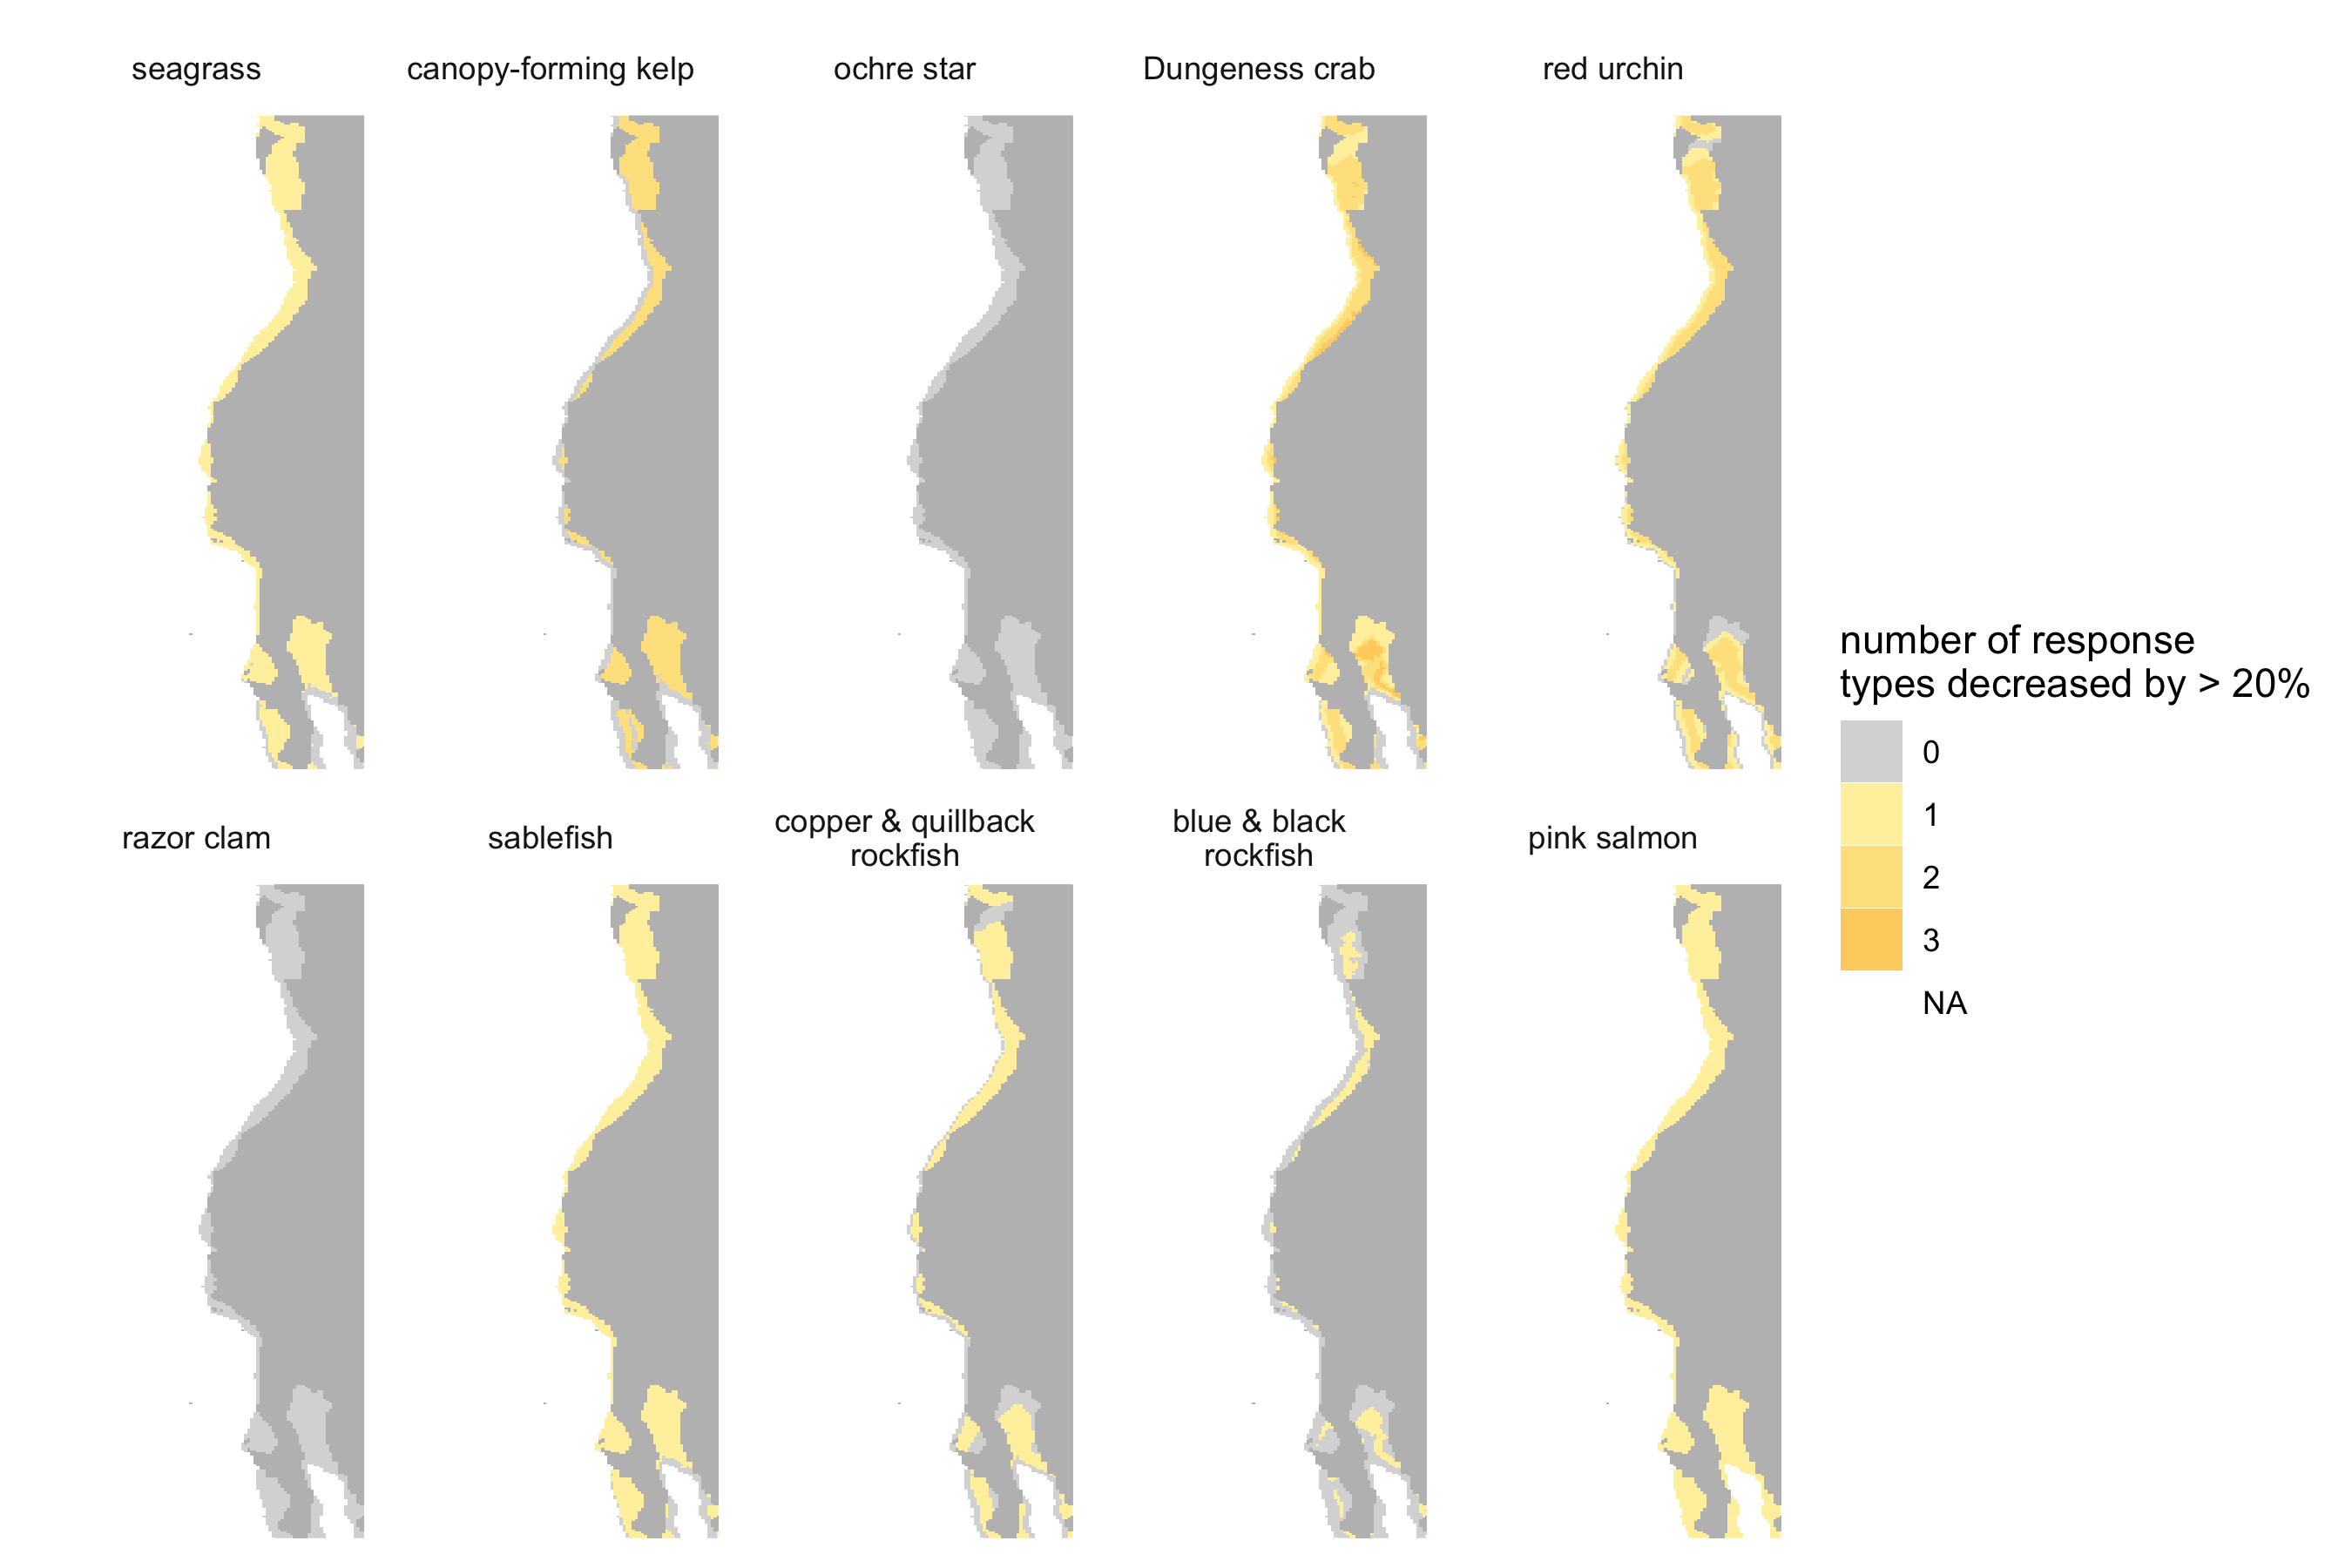 seagrass
canopy-forming kelp
ochre star
Dungeness crab
red urchin
razor clam
sablefish
copper & quillback
rockfish
blue & black
rockfish
pink salmon
number of response
types decreased by > 20%
0
1
2
3
NA